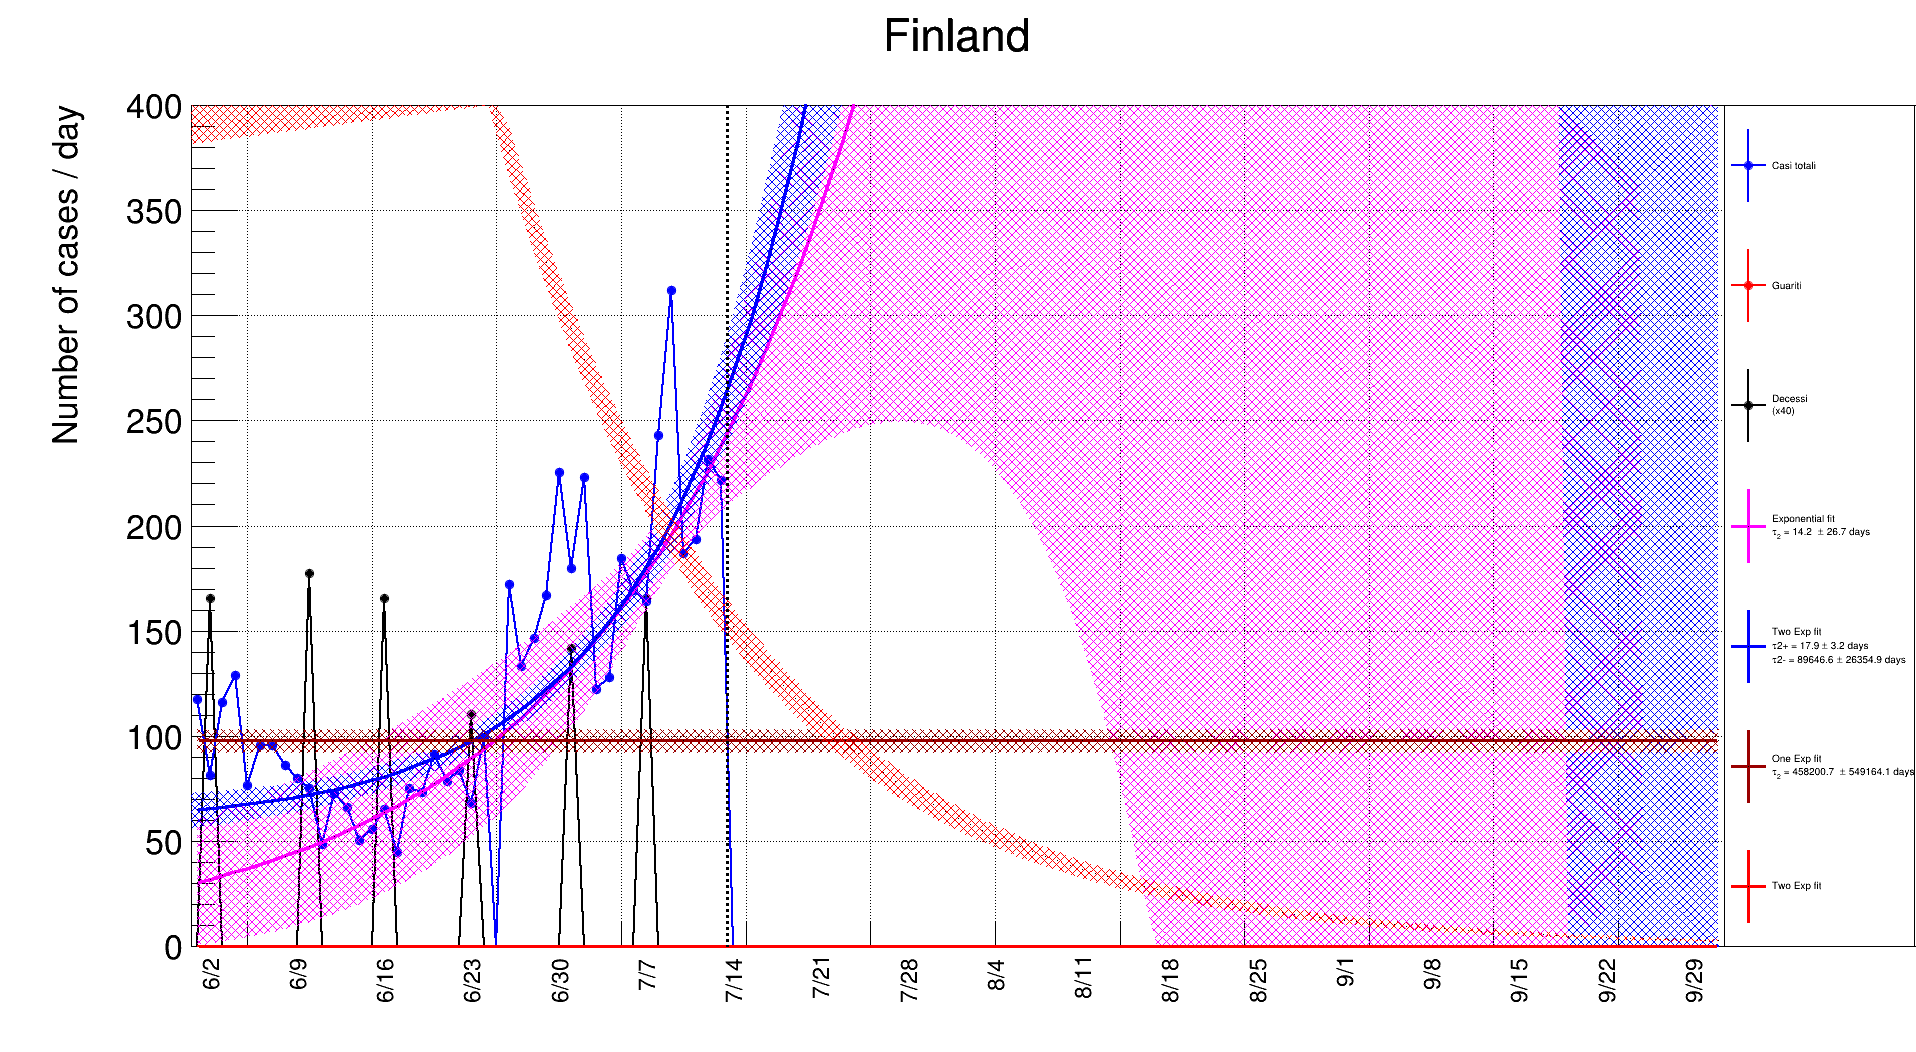 Finland
Number of cases / day
400
350
300
250
200
150
100
50
0
6/2
6/9
6/16
6/23
6/30
7/7
7/14
7/21
7/28
8/4
8/11
8/18
8/25
9/1
9/8
9/15
9/22
9/29
Casi totali
Guariti
Decessi
(x40)
Exponential fit
τ2 = 14.2 ± 26.7 days
Two Exp fit
τ2+ = 17.9 ± 3.2 days
τ2- = 89646.6 ± 26354.9 days
One Exp fit
τ2 = 458200.7 ± 549164.1 days
Two Exp fit